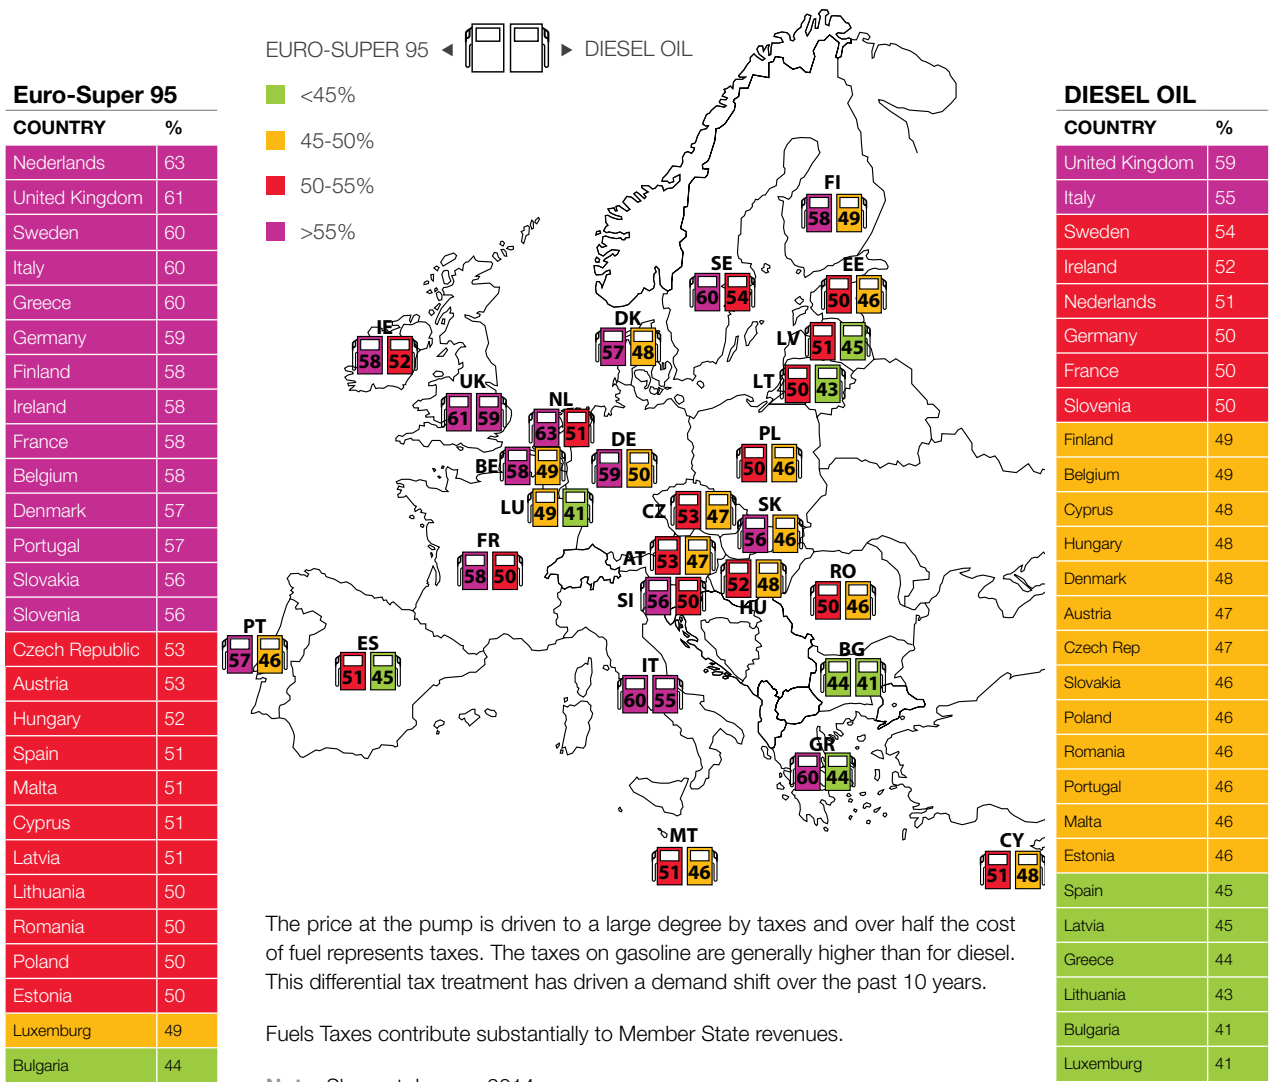 EURO-SUPER 95 ◄ ► DIESEL OIL
<45%
45-50%
50-55%
>55%
Euro-Super 95
COUNTRY %
Nederlands 63
United Kingdom 61
Sweden 60
Italy 60
Greece 60
Germany 59
Finland 58
Ireland 58
France 58
Belgium 58
Denmark 57
Portugal 57
Slovakia 56
Slovenia 56
Czech Republic 53
Austria 53
Hungary 52
Spain 51
Malta 51
Cyprus 51
Latvia 51
Lithuania 50
Romania 50
Poland 50
Estonia 50
Luxemburg 49
Bulgaria 44
FI
58 49
SE
60 54
EE
50 46
DK
57 48
LV 51 45
IE
58 52
LT 50 43
UK
61 59
NL
63 51
DE
59 50
PL
50 46
BE 58 49
LU 49 41
CZ 53 47
SK
56 46
FR
58 50
AT 53 47
HU
52 48
RO
50 46
SI 56 50
PT
57 46
ES
51 45
IT
60 55
BG
44 41
GR
60 44
MT
51 46
CY
51 48
DIESEL OIL
COUNTRY %
United Kingdom 59
Italy 55
Sweden 54
Ireland 52
Nederlands 51
Germany 50
France 50
Slovenia 50
Finland 49
Belgium 49
Cyprus 48
Hungary 48
Denmark 48
Austria 47
Czech Rep 47
Slovakia 46
Poland 46
Romania 46
Portugal 46
Malta 46
Estonia 46
Spain 45
Latvia 45
Greece 44
Lithuania 43
Bulgaria 41
Luxemburg 41
The price at the pump is driven to a large degree by taxes and over half the cost
of fuel represents taxes. The taxes on gasoline are generally higher than for diesel.
This differential tax treatment has driven a demand shift over the past 10 years.
Fuels Taxes contribute substantially to Member State revenues.